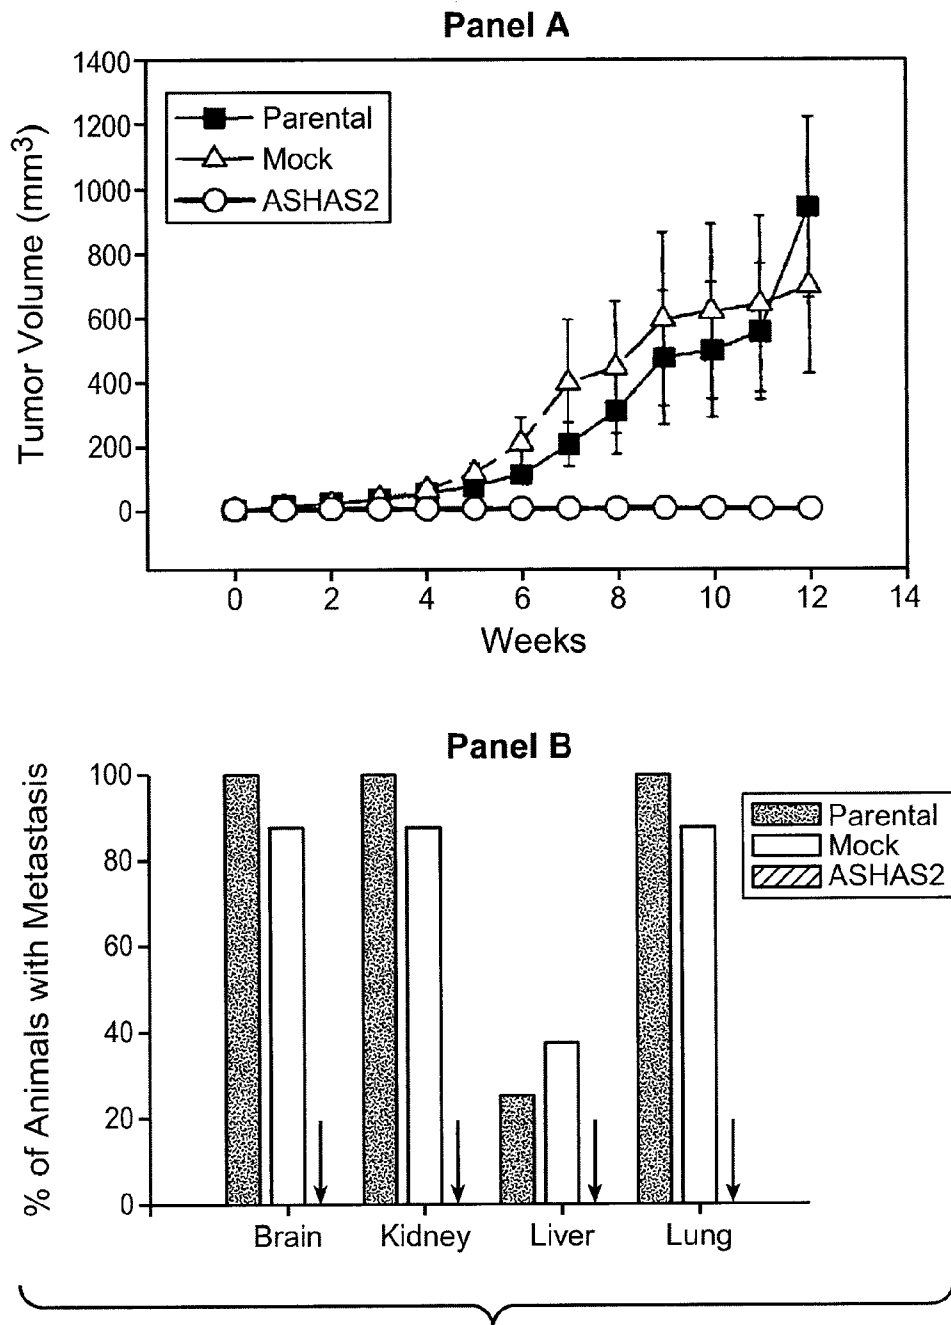 Panel A
Tumor Volume (mm³)
1400
1200
1000
800
600
400
200
0
Parental
Mock
ASHAS2
0 2 4 6 8 10 12 14
Weeks
Panel B
% of Animals with Metastasis
100
80
60
40
20
0
Parental
Mock
ASHAS2
Brain Kidney Liver Lung